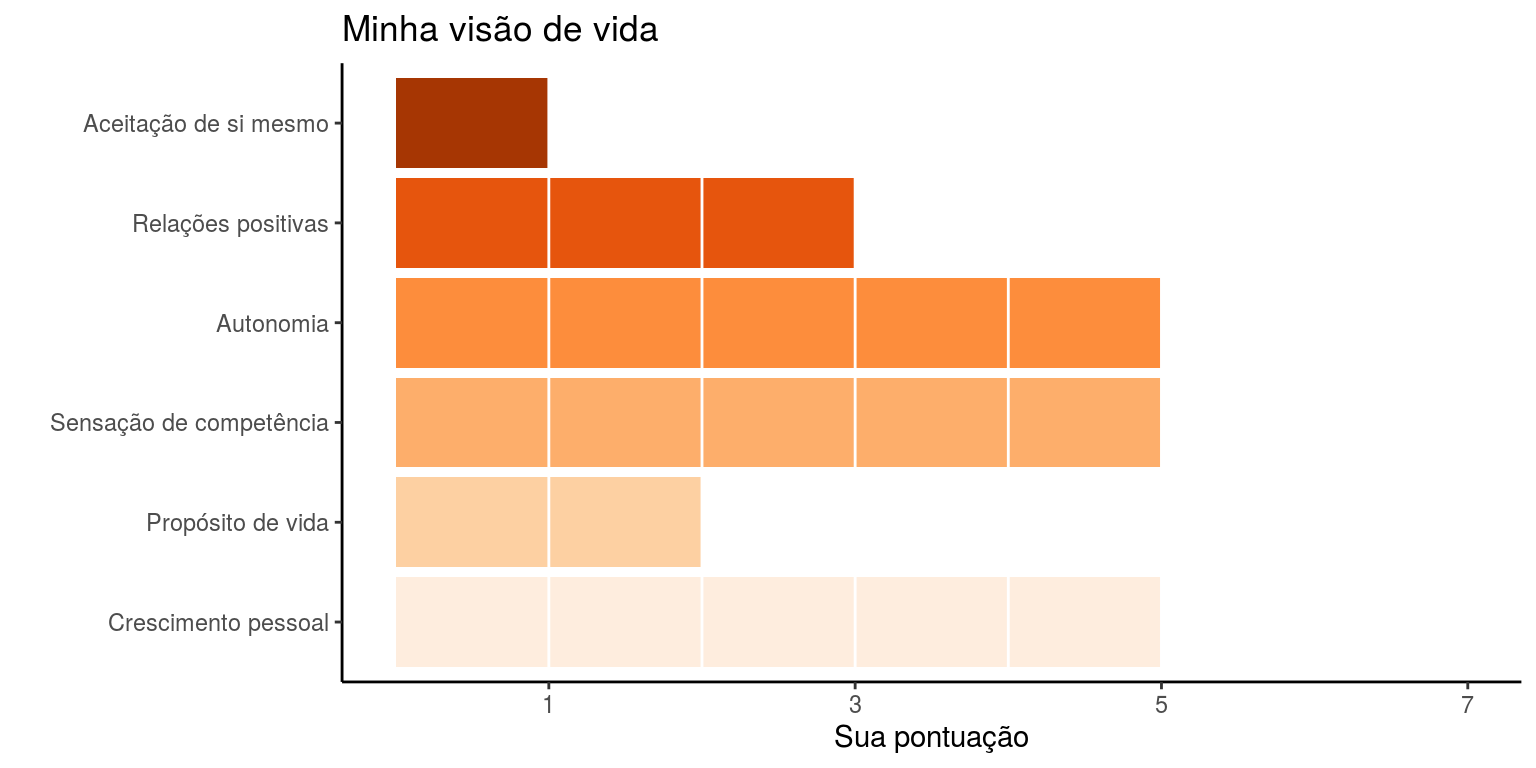 Minha visão de vida
Aceitação de si mesmo
Relações positivas
Autonomia
Sensação de competência
Propósito de vida
Crescimento pessoal
1 3 5 7
Sua pontuação